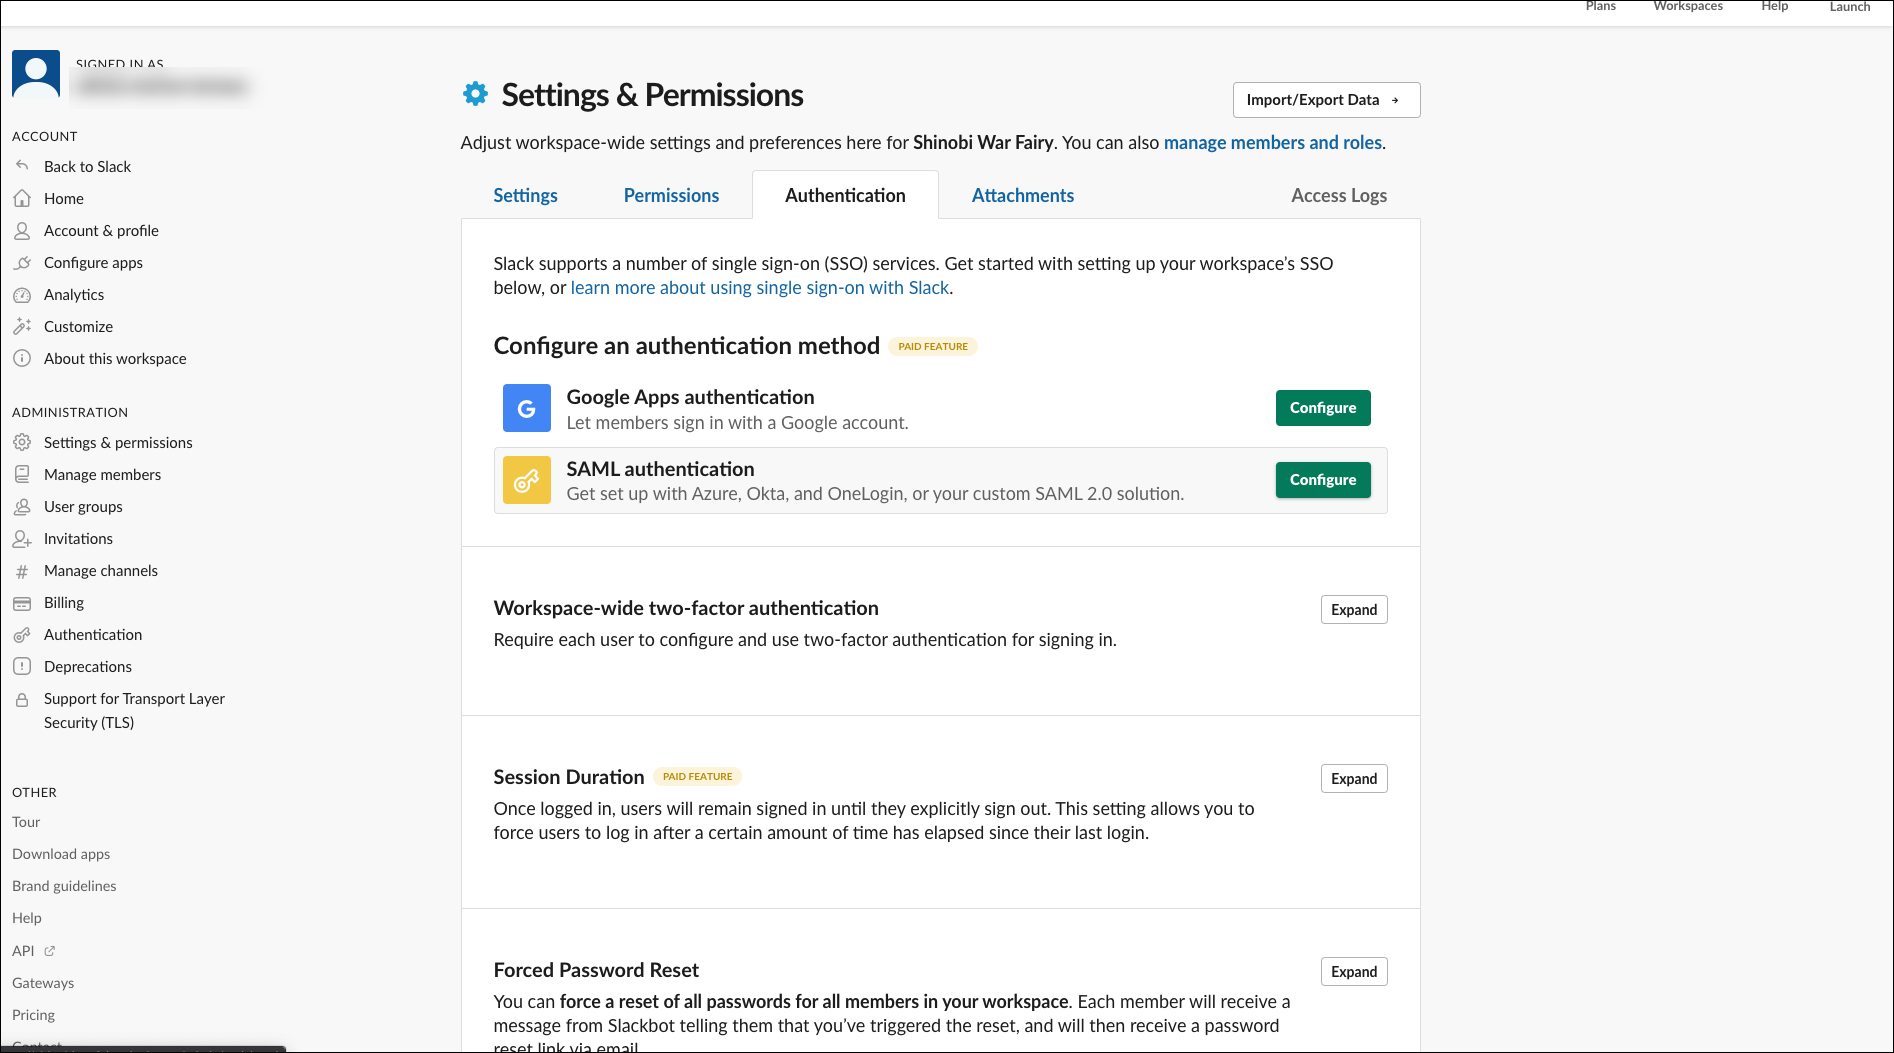 Plans
Workspaces
Help
Launch
SIGNED IN AS
ACCOUNT
Back to Slack
Home
Account & profile
Configure apps
Analytics
Customize
About this workspace
ADMINISTRATION
Settings & permissions
Manage members
User groups
Invitations
Manage channels
Billing
Authentication
Deprecations
Support for Transport Layer
Security (TLS)
OTHER
Tour
Download apps
Brand guidelines
Help
API
Gateways
Pricing
Contact
Settings & Permissions
Import/Export Data →
Adjust workspace-wide settings and preferences here for Shinobi War Fairy. You can also manage members and roles.
Settings
Permissions
Authentication
Attachments
Access Logs
Slack supports a number of single sign-on (SSO) services. Get started with setting up your workspace's SSO
below, or learn more about using single sign-on with Slack.
Configure an authentication method PAID FEATURE
G
Google Apps authentication
Let members sign in with a Google account.
Configure
SAML authentication
Get set up with Azure, Okta, and OneLogin, or your custom SAML 2.0 solution.
Configure
Workspace-wide two-factor authentication
Expand
Require each user to configure and use two-factor authentication for signing in.
Session Duration PAID FEATURE
Expand
Once logged in, users will remain signed in until they explicitly sign out. This setting allows you to
force users to log in after a certain amount of time has elapsed since their last login.
Forced Password Reset
Expand
You can force a reset of all passwords for all members in your workspace. Each member will receive a
message from Slackbot telling them that you've triggered the reset, and will then receive a password
reset link via email